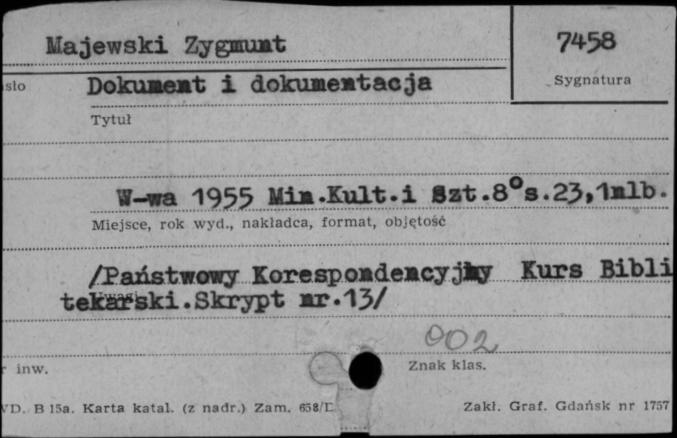 Majewski Zygmunt
7458
Sygnatura
Dokument i dokumentacja
Tytuł
W-wa 1955 Min.Kult.i Szt.8°s.23,1nlb.
Miejsce, rok wyd., nakładca, format, objętość
/Państwowy Korespondencyjny Kurs Bibli
tekarski.Skrypt nr.13/
Uwagi
002
r inw.
Znak klas.
B 15a. Karta katal. (z nadr.) Zam. 658/
Zakł. Graf. Gdańsk nr 1757